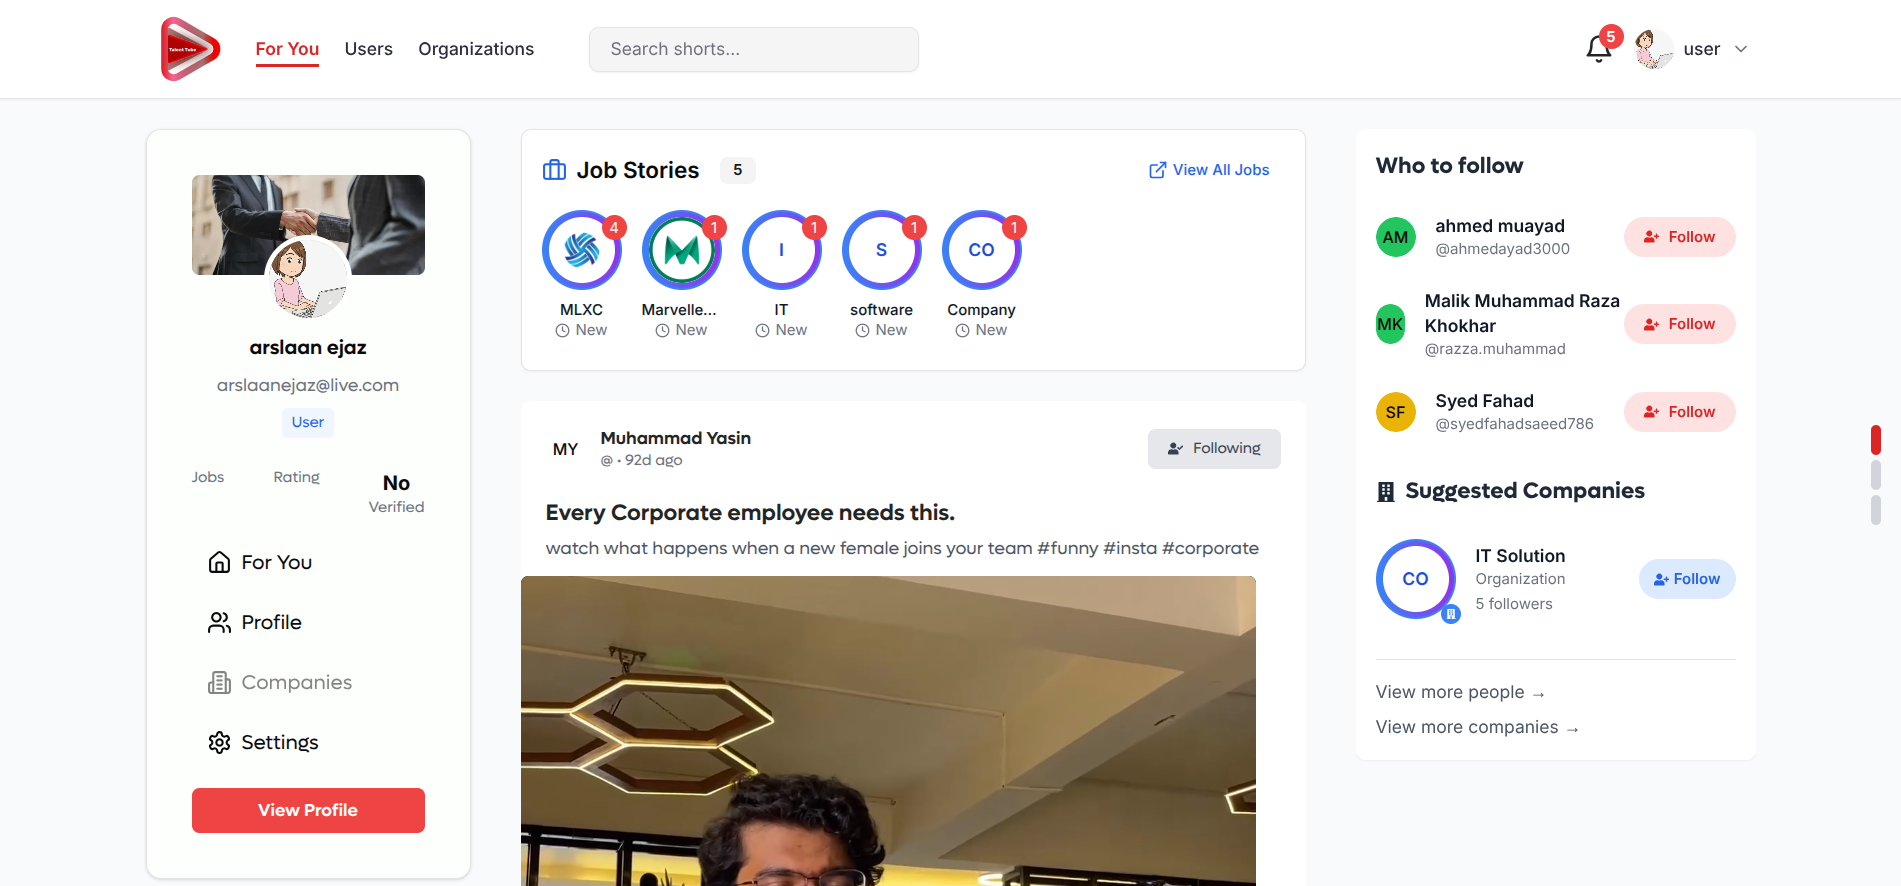 Talent Tube
For You
Users
Organizations
Search shorts...
5
user
arslaan ejaz
arslaanejaz@live.com
User
Jobs
Rating
No
Verified
For You
Profile
Companies
Settings
View Profile
Job Stories
5
View All Jobs
4
1
I
1
S
1
CO
1
MLXC
Marvelle...
IT
software
Company
New
New
New
New
New
MY
Muhammad Yasin
@ • 92d ago
Following
Every Corporate employee needs this.
watch what happens when a new female joins your team #funny #insta #corporate
Who to follow
AM
ahmed muayad
@ahmedayad3000
Follow
MK
Malik Muhammad Raza
Khokhar
@razza.muhammad
Follow
SF
Syed Fahad
@syedfahadsaeed786
Follow
Suggested Companies
CO
IT Solution
Organization
5 followers
Follow
View more people →
View more companies →